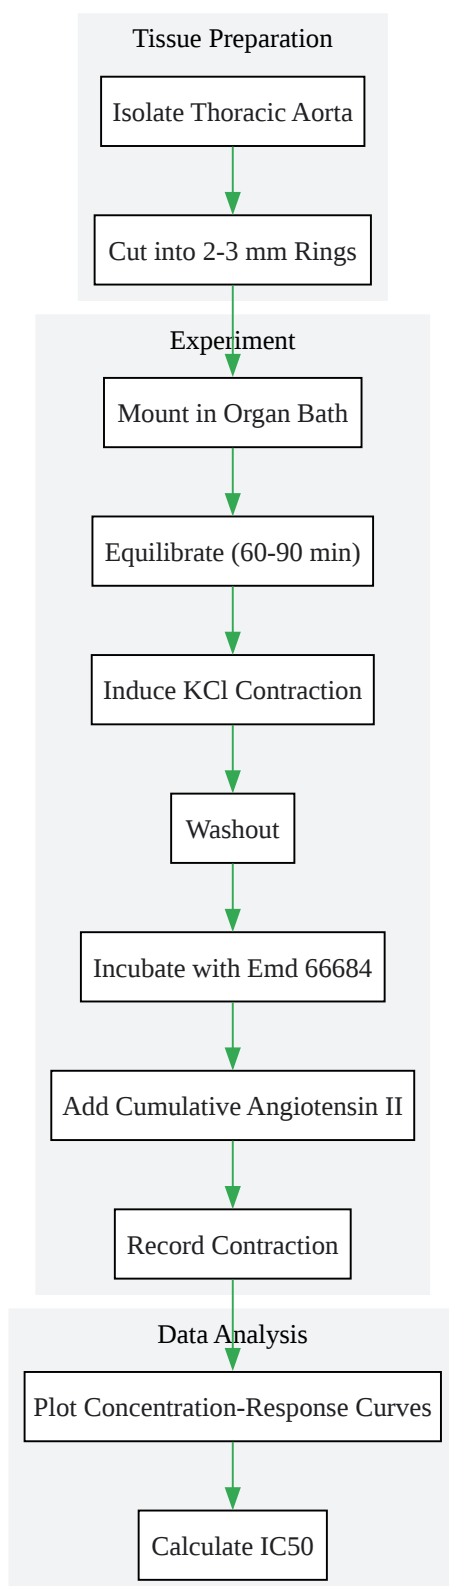 Tissue Preparation
Isolate Thoracic Aorta
Cut into 2-3 mm Rings
Experiment
Mount in Organ Bath
Equilibrate (60-90 min)
Induce KCl Contraction
Washout
Incubate with Emd 66684
Add Cumulative Angiotensin II
Record Contraction
Data Analysis
Plot Concentration-Response Curves
Calculate IC50